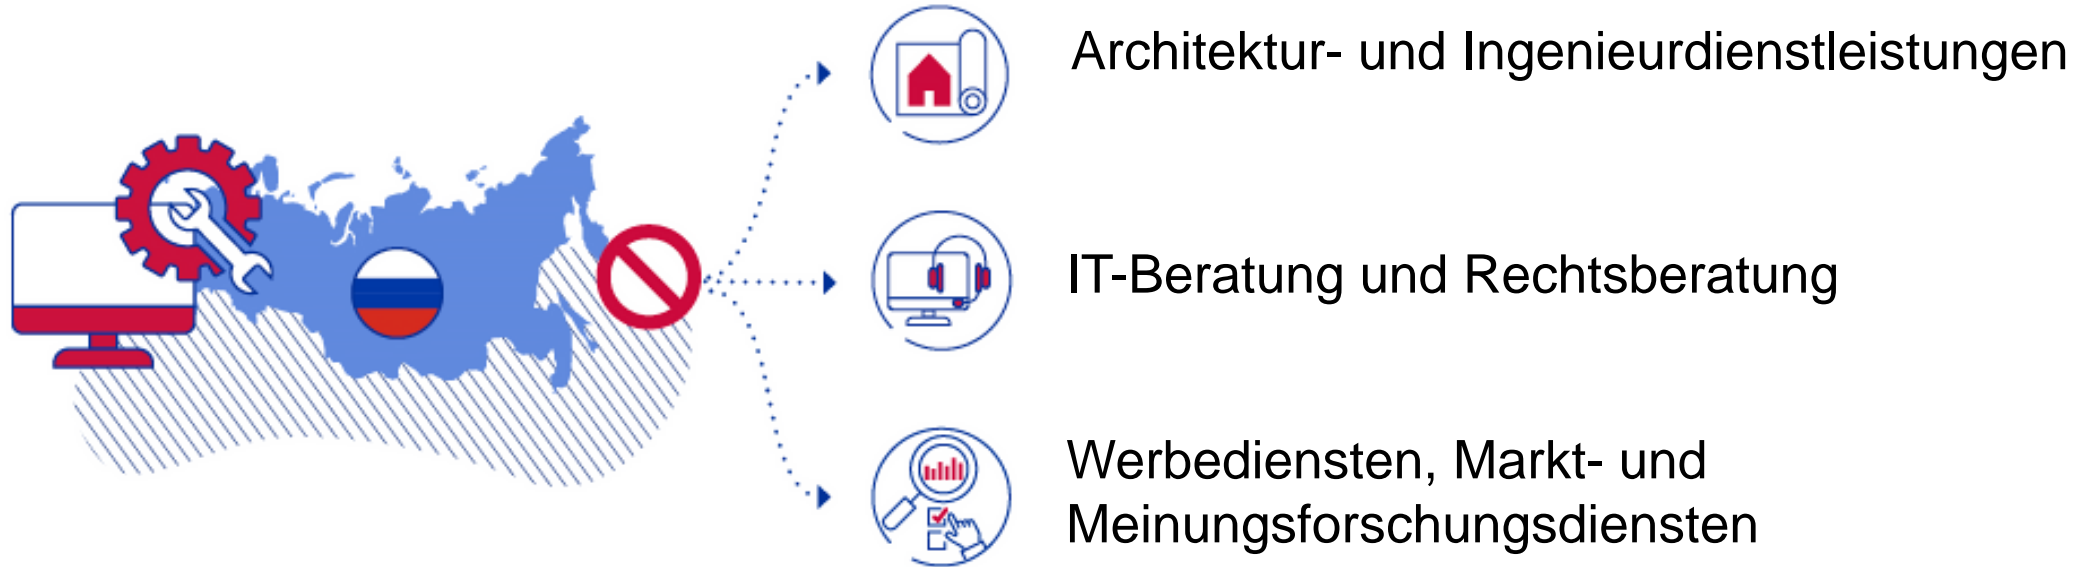 Architektur- und Ingenieurdienstleistungen
IT-Beratung und Rechtsberatung
Werbediensten, Markt- und
Meinungsforschungsdiensten